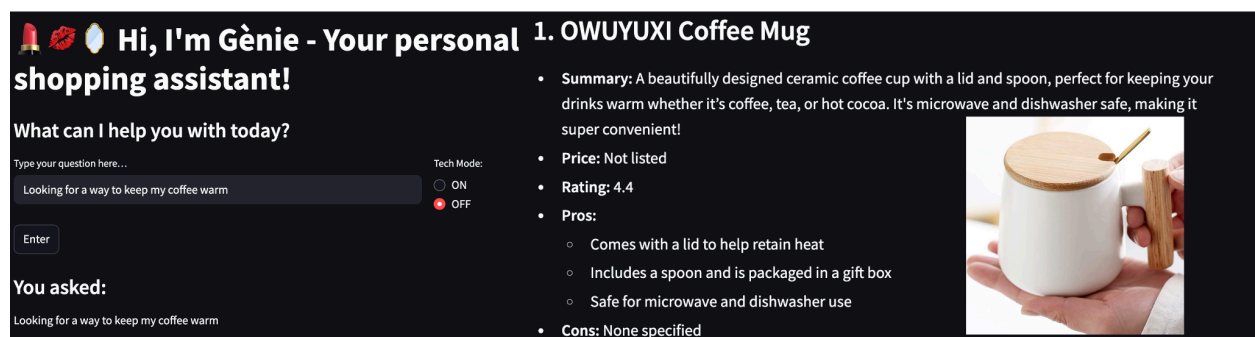 💄💋🪞 Hi, I'm Gènie - Your personal
shopping assistant!
What can I help you with today?
Type your question here...
Looking for a way to keep my coffee warm
Tech Mode:
ON
OFF
Enter
You asked:
Looking for a way to keep my coffee warm
1. OWUYUXI Coffee Mug
• Summary: A beautifully designed ceramic coffee cup with a lid and spoon, perfect for keeping your
drinks warm whether it’s coffee, tea, or hot cocoa. It's microwave and dishwasher safe, making it
super convenient!
• Price: Not listed
• Rating: 4.4
• Pros:
◦ Comes with a lid to help retain heat
◦ Includes a spoon and is packaged in a gift box
◦ Safe for microwave and dishwasher use
• Cons: None specified